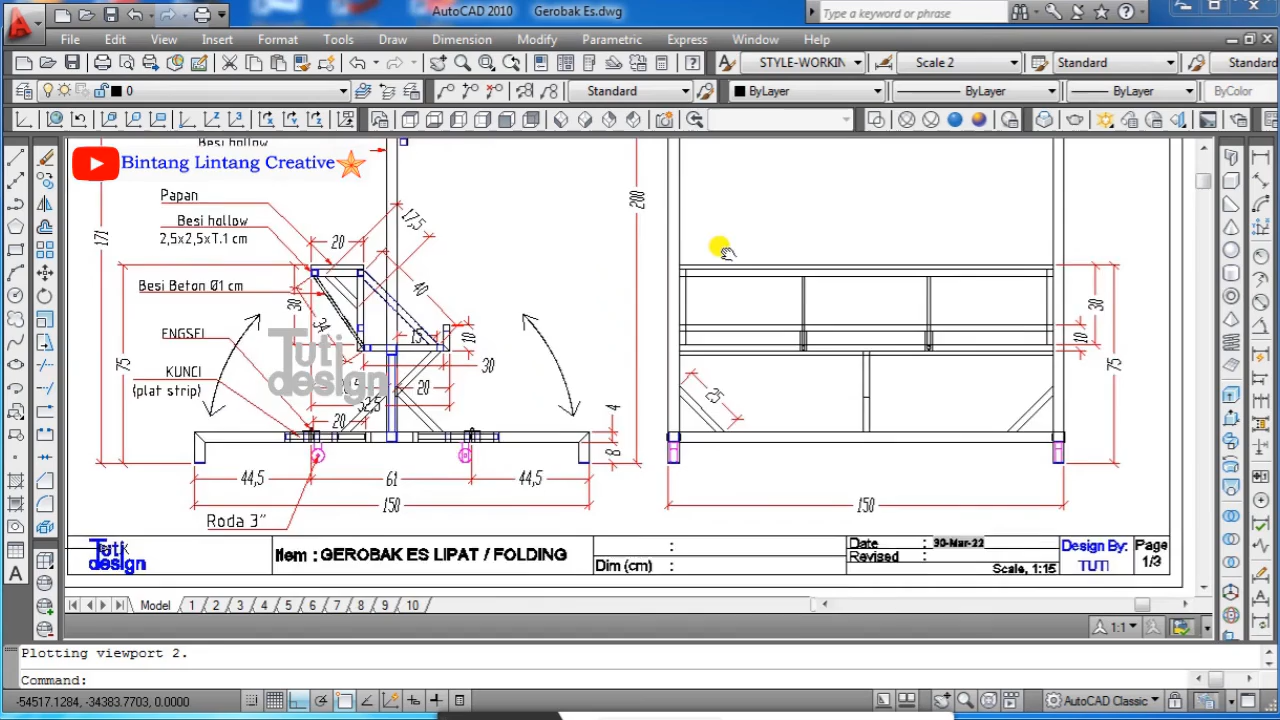 AutoCAD 2010 Gerobak Es.dwg
Type a keyword or phrase
File Edit View Insert Format Tools Draw Dimension Modify Parametric Express Window Help
STYLE-WORKIN Scale 2 Standard Standard
0 Standard ByLayer ByLayer ByLayer ByColor
Besi hollow
Bintang Lintang Creative
Papan
Besi hollow
2,5x2,5xT.1 cm
Besi Beton Ø1 cm
ENGSEL
KUNCI
(plat strip)
Roda 3"
171
75
20
17,5
40
30
34
15
10
30
20
32,5
20
4
8
44,5 61 44,5
150
200
25
30
10
75
150
Tuti
design
Tuti
design
Item : GEROBAK ES LIPAT / FOLDING
:
Dim (cm) :
Date : 30-Mar-22
Revised :
Scale, 1:15
Design By:
TUTI
Page
1/3
Model 1 2 3 4 5 6 7 8 9 10
1:1
Plotting viewport 2.
Command:
-54517.1284, -34383.7703, 0.0000
AutoCAD Classic